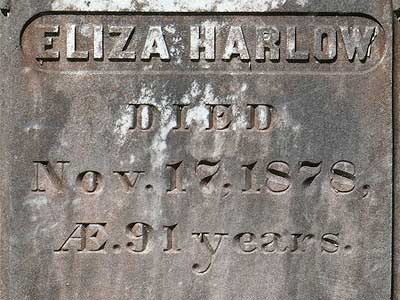 ELIZA HARLOW
DIED
Nov. 17, 1878,
Æ. 91 years.